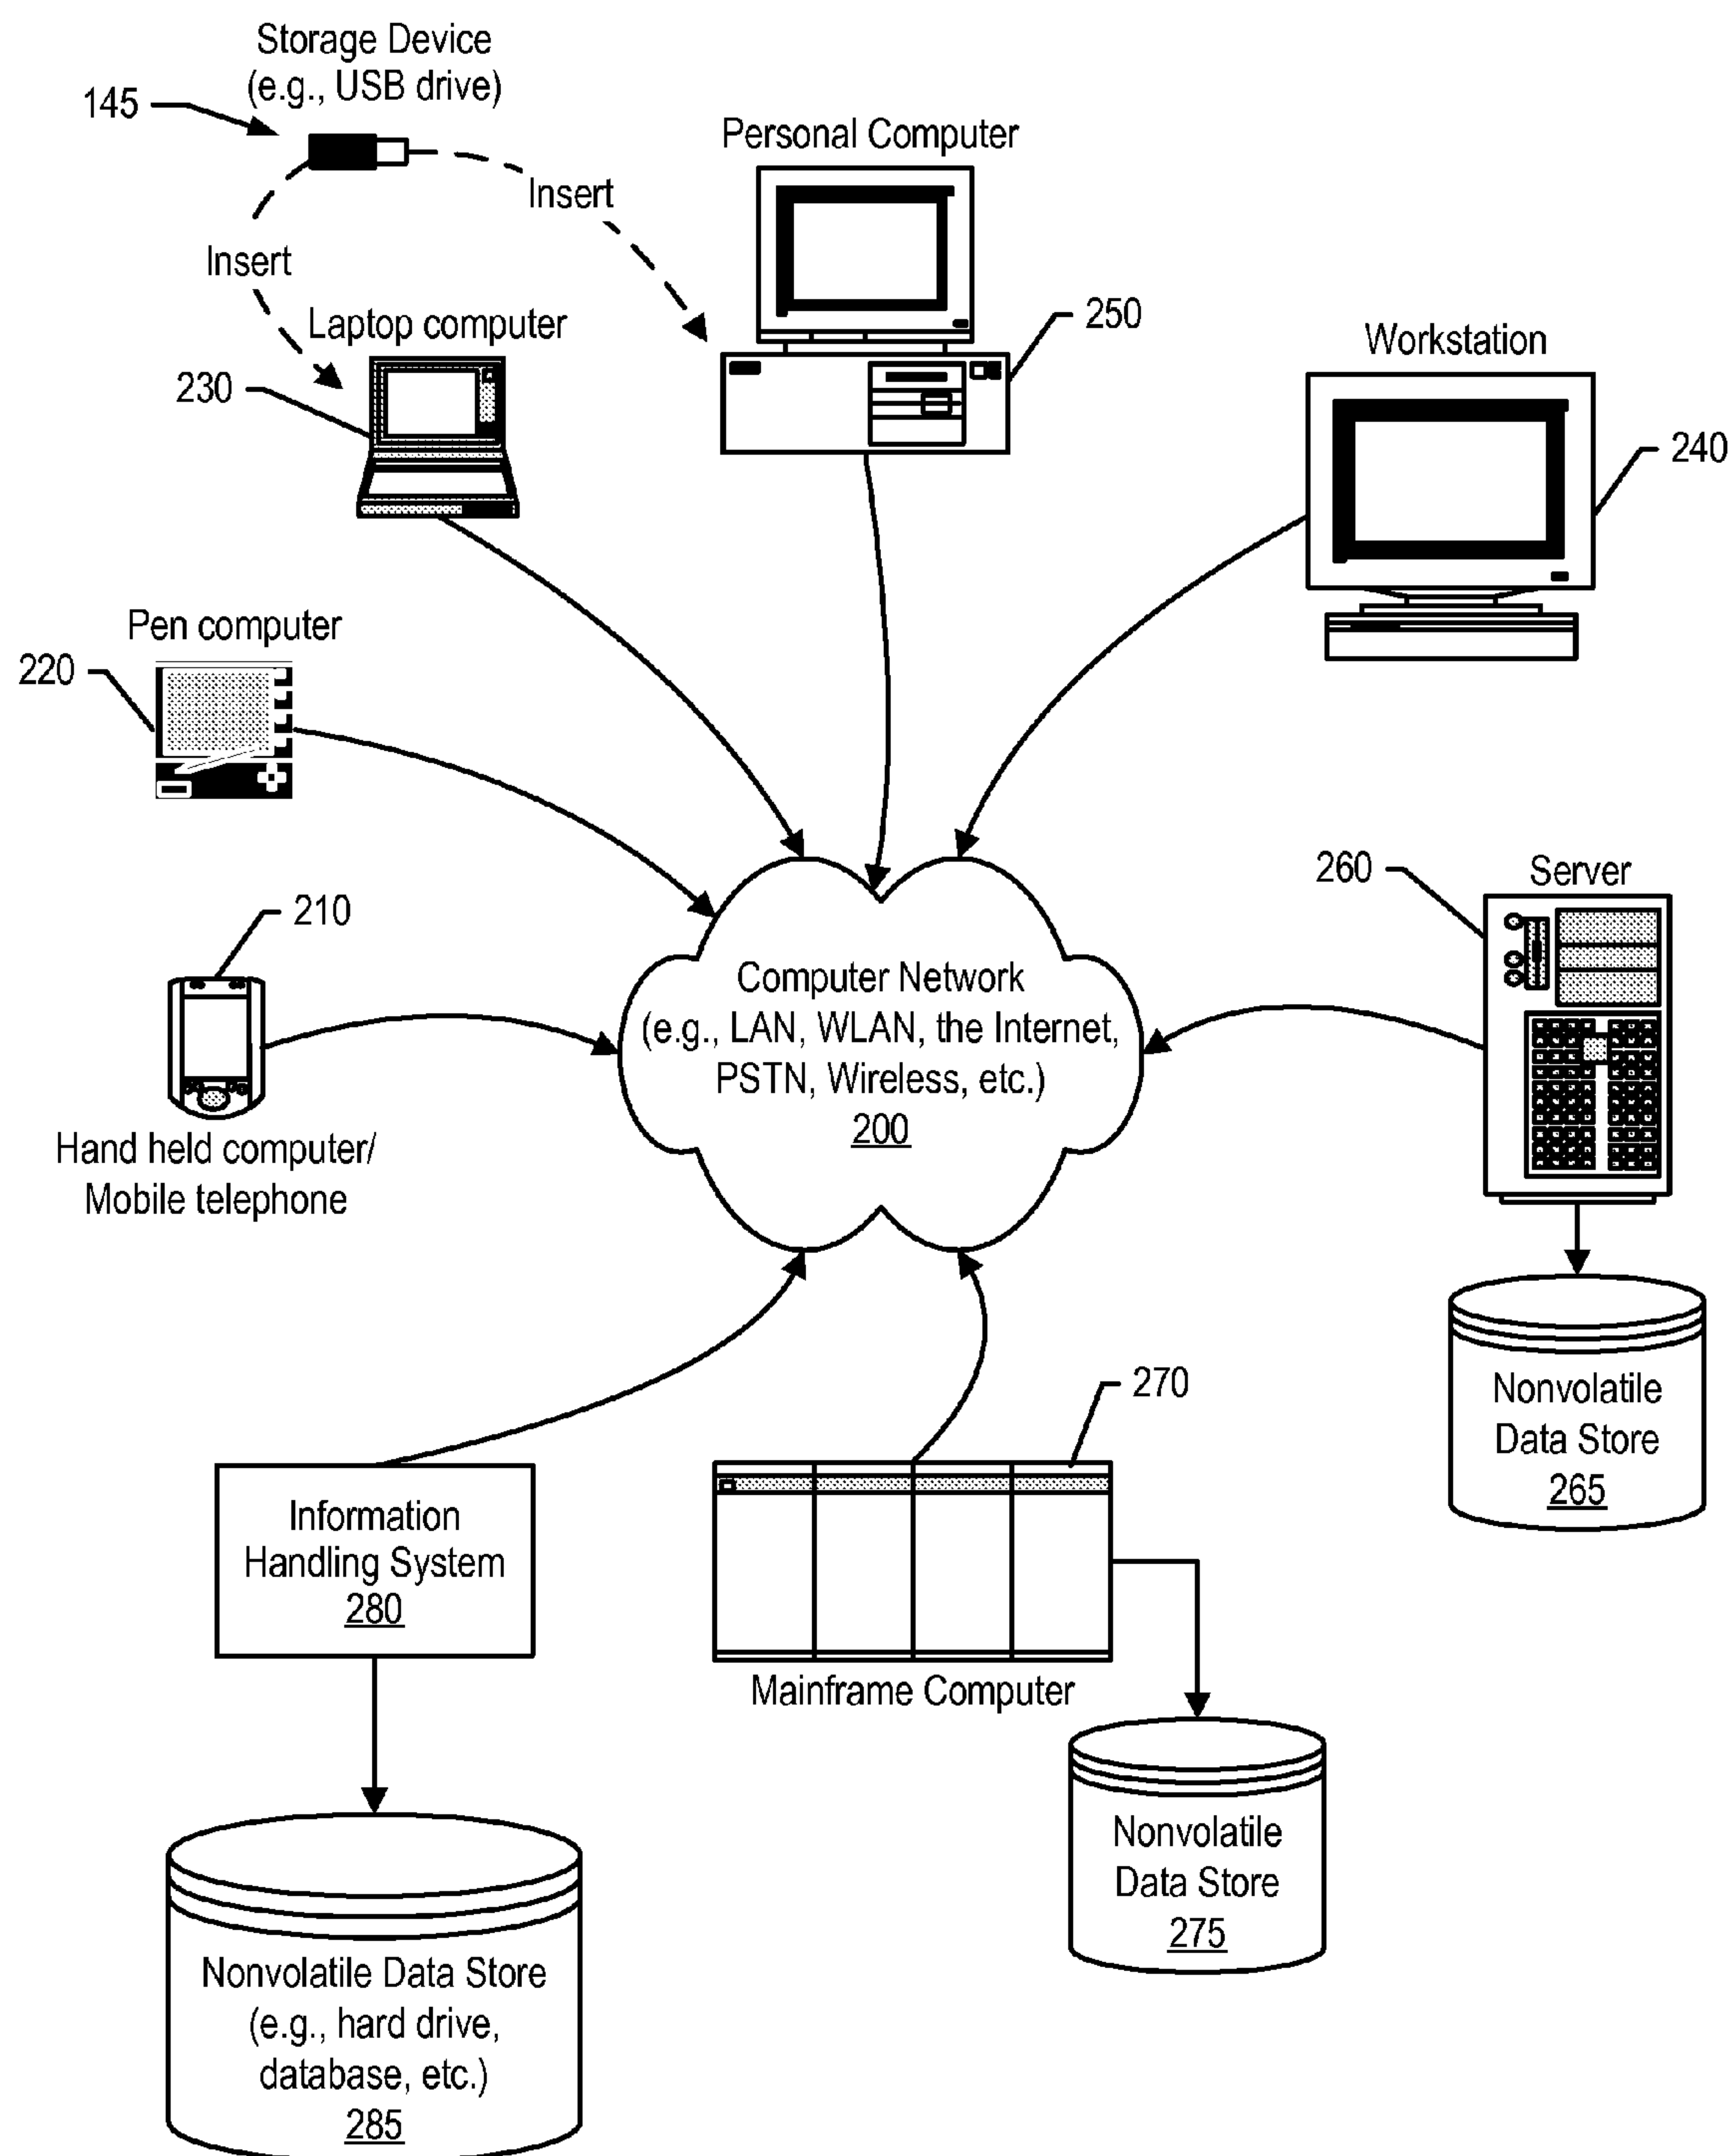 Storage Device
(e.g., USB drive)
145
Insert
Insert
Personal Computer
250
Laptop computer
230
Workstation
240
Pen computer
220
210
Hand held computer/
Mobile telephone
Computer Network
(e.g., LAN, WLAN, the Internet,
PSTN, Wireless, etc.)
200
260
Server
Nonvolatile
Data Store
265
270
Mainframe Computer
Information
Handling System
280
Nonvolatile
Data Store
275
Nonvolatile Data Store
(e.g., hard drive,
database, etc.)
285